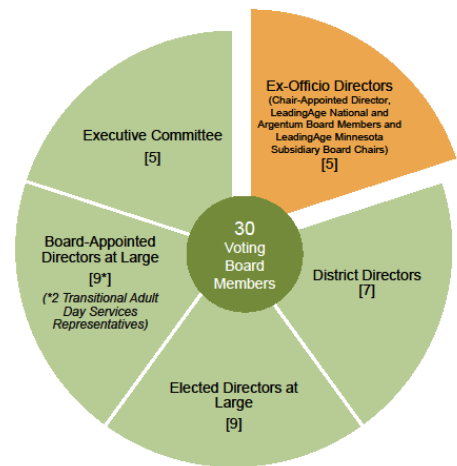 Ex-Officio Directors
(Chair-Appointed Director,
LeadingAge National and
Argentum Board Members and
LeadingAge Minnesota
Subsidiary Board Chairs)
[5]
Executive Committee
[5]
30
Voting
Board
Members
Board-Appointed
Directors at Large
[9*]
(*2 Transitional Adult
Day Services
Representatives)
District Directors
[7]
Elected Directors at
Large
[9]